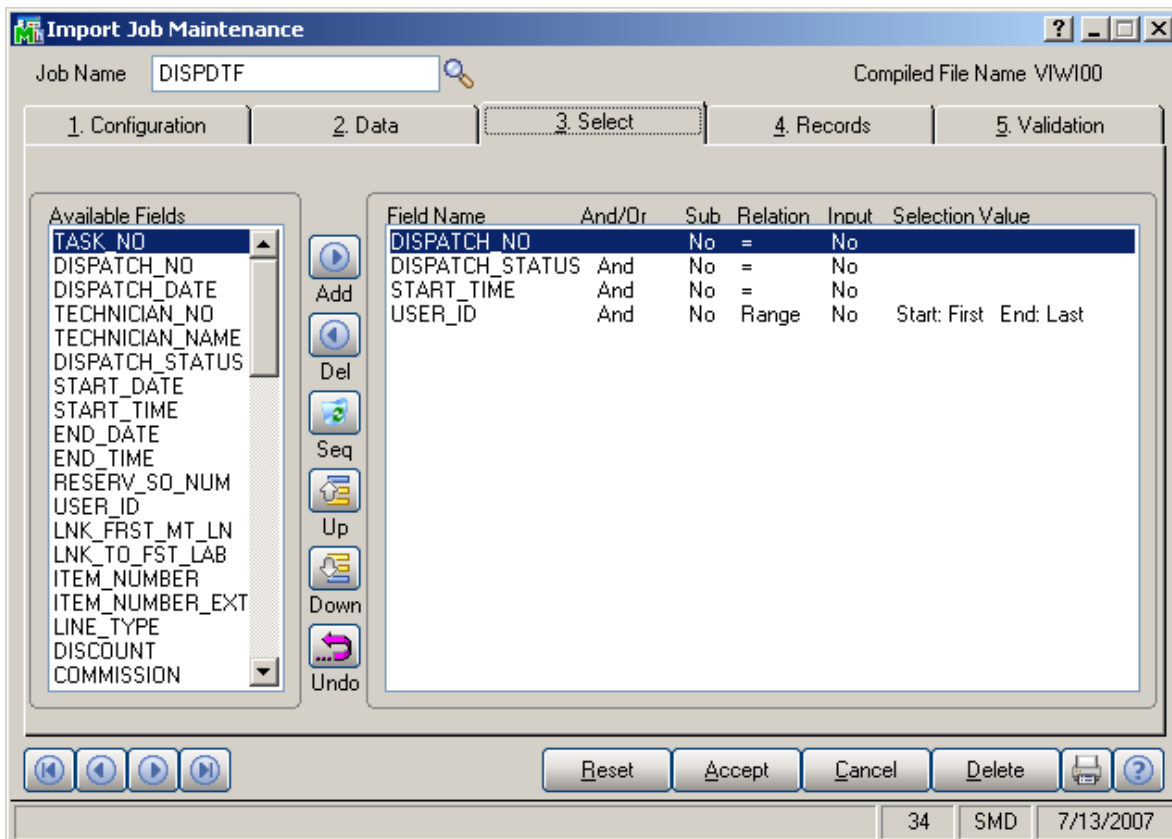 Import Job Maintenance
Job Name DISPDTF Compiled File Name VIWI00
1. Configuration 2. Data 3. Select 4. Records 5. Validation
Available Fields
TASK_NO
DISPATCH_NO
DISPATCH_DATE
TECHNICIAN_NO
TECHNICIAN_NAME
DISPATCH_STATUS
START_DATE
START_TIME
END_DATE
END_TIME
RESERV_SO_NUM
USER_ID
LNK_FRST_MT_LN
LNK_TO_FST_LAB
ITEM_NUMBER
ITEM_NUMBER_EXT
LINE_TYPE
DISCOUNT
COMMISSION
Add
Del
Seq
Up
Down
Undo
Field Name And/Or Sub Relation Input Selection Value
DISPATCH_NO No = No
DISPATCH_STATUS And No = No
START_TIME And No = No
USER_ID And No Range No Start: First End: Last
Reset Accept Cancel Delete
34 SMD 7/13/2007